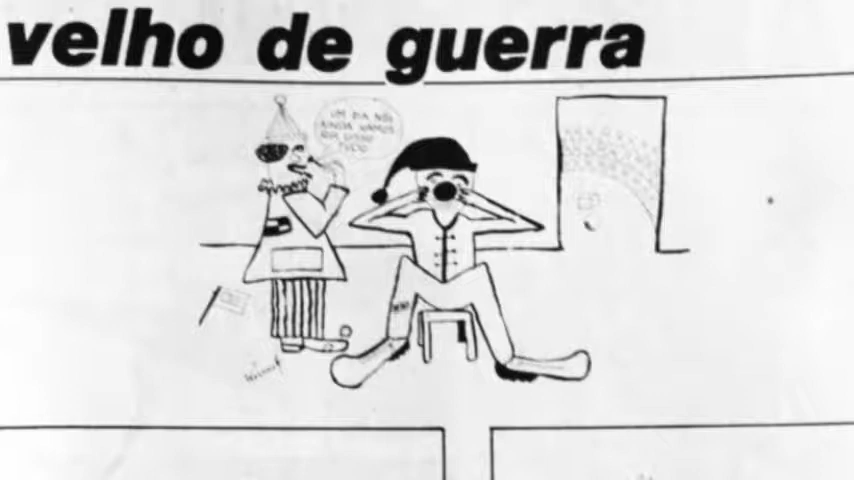 velho de guerra
UM DIA NÓS
AINDA VAMOS
RIR DISSO
TUDO